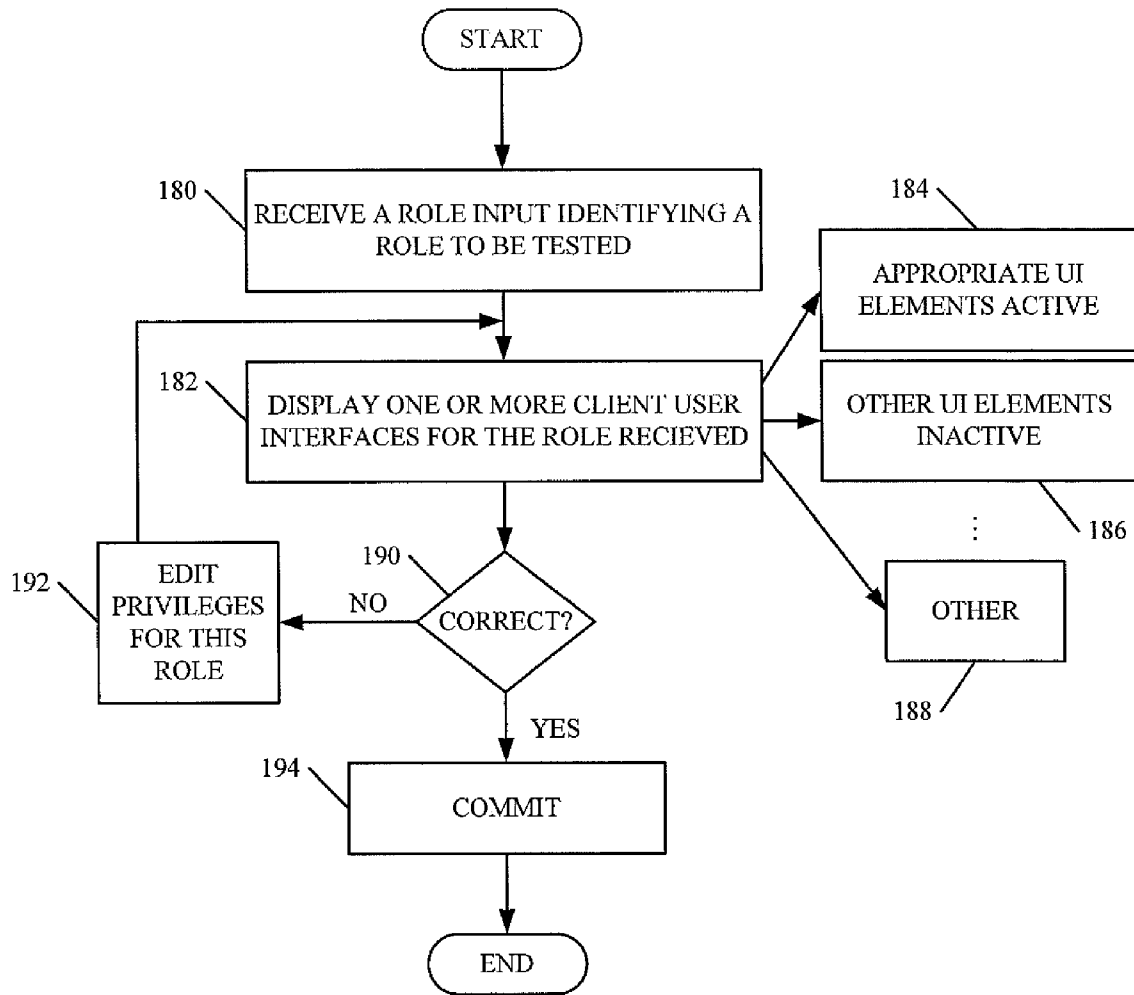 START
180
RECEIVE A ROLE INPUT IDENTIFYING A
ROLE TO BE TESTED
184
APPROPRIATE UI
ELEMENTS ACTIVE
182
DISPLAY ONE OR MORE CLIENT USER
INTERFACES FOR THE ROLE RECIEVED
OTHER UI ELEMENTS
INACTIVE
186
⋮
OTHER
188
190
CORRECT?
NO
192
EDIT
PRIVILEGES
FOR THIS
ROLE
YES
194
COMMIT
END